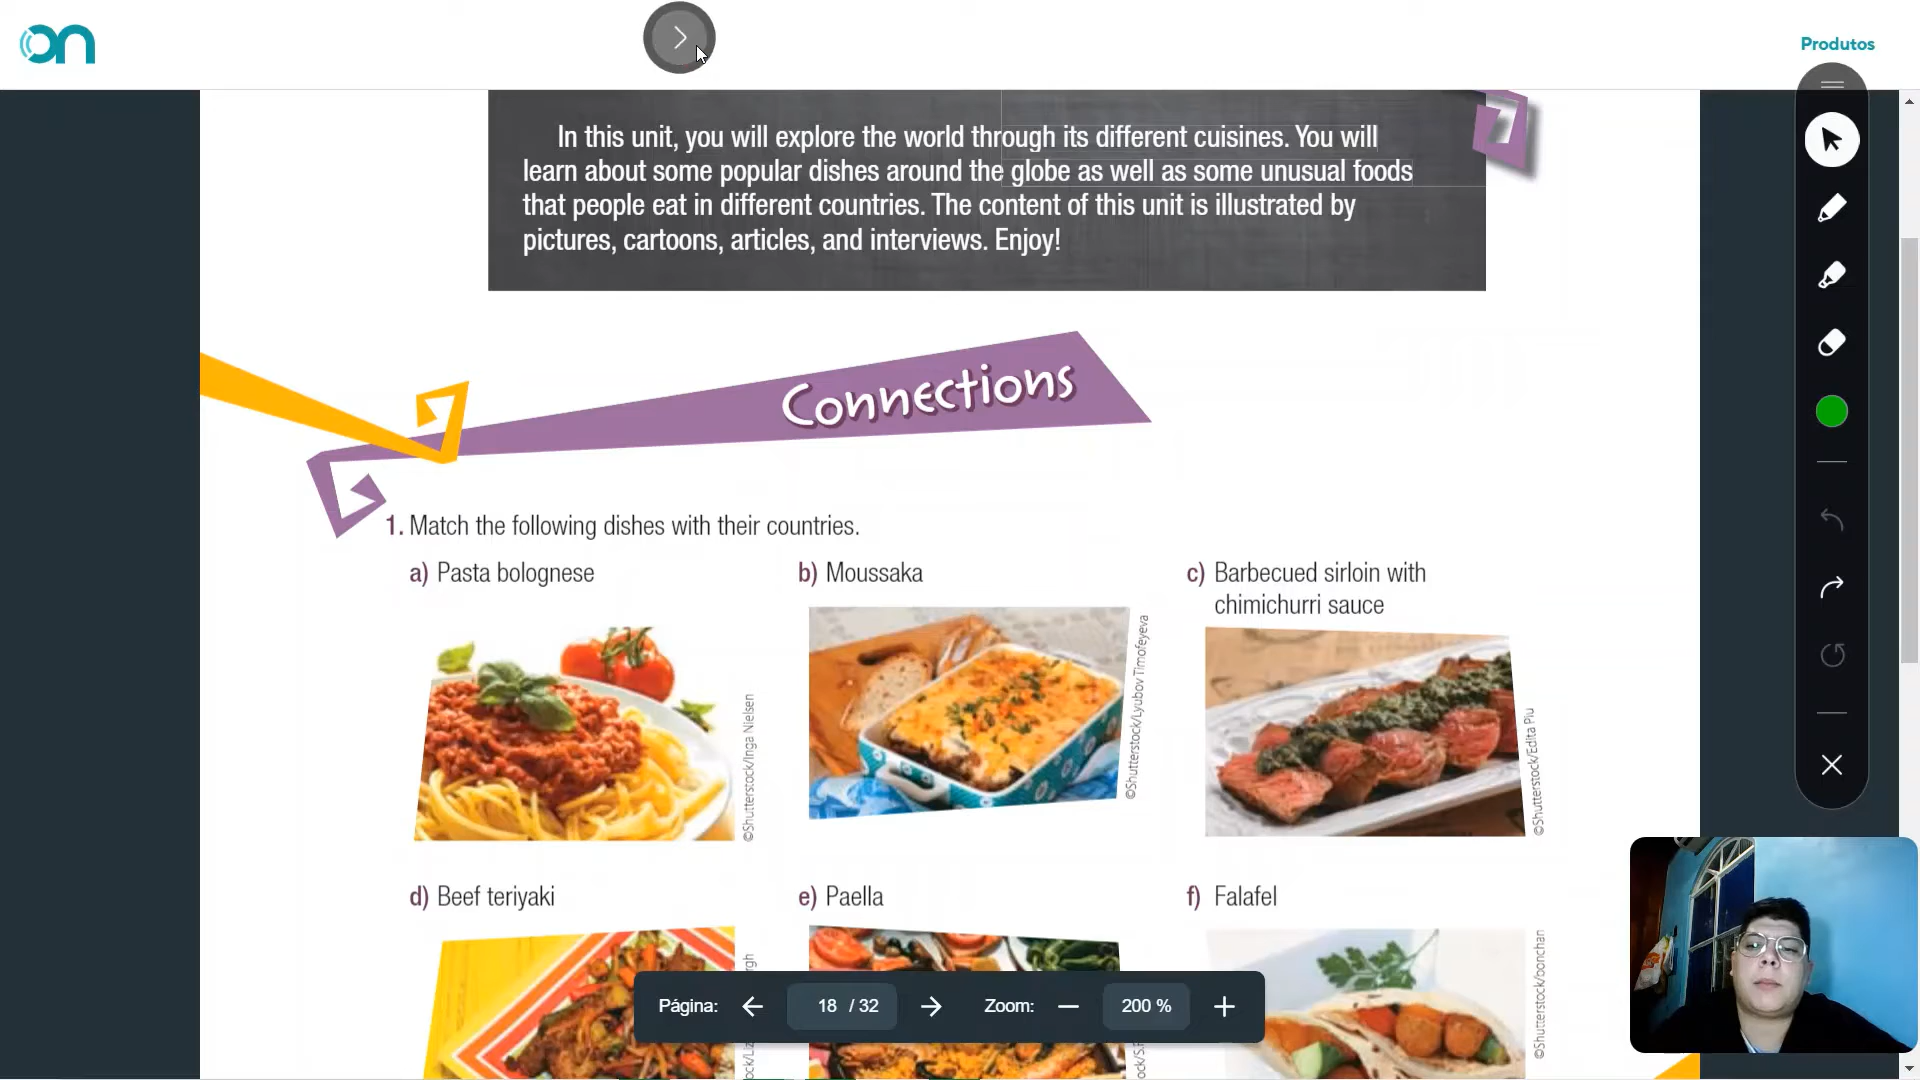 on
Produtos
In this unit, you will explore the world through its different cuisines. You will
learn about some popular dishes around the globe as well as some unusual foods
that people eat in different countries. The content of this unit is illustrated by
pictures, cartoons, articles, and interviews. Enjoy!
Connections
1. Match the following dishes with their countries.
a) Pasta bolognese
b) Moussaka
c) Barbecued sirloin with
chimichurri sauce
©Shutterstock/Inga Nielsen
©Shutterstock/Lyubov Timofeyeva
©Shutterstock/Edita Piu
d) Beef teriyaki
e) Paella
f) Falafel
©Shutterstock/bonchan
Página: 18 / 32 Zoom: 200 %